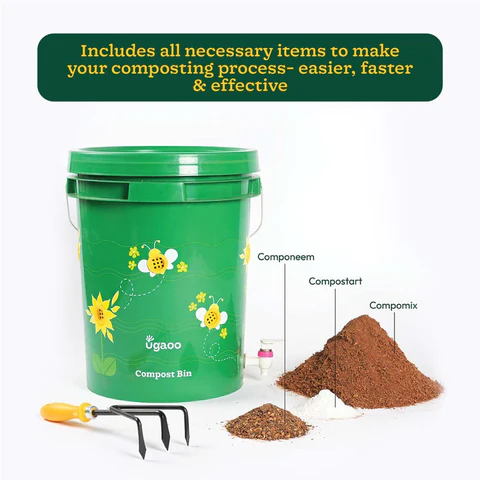 Includes all necessary items to make
your composting process- easier, faster
& effective
Componeem
Compostart
Compomix
ugaoo
Compost Bin